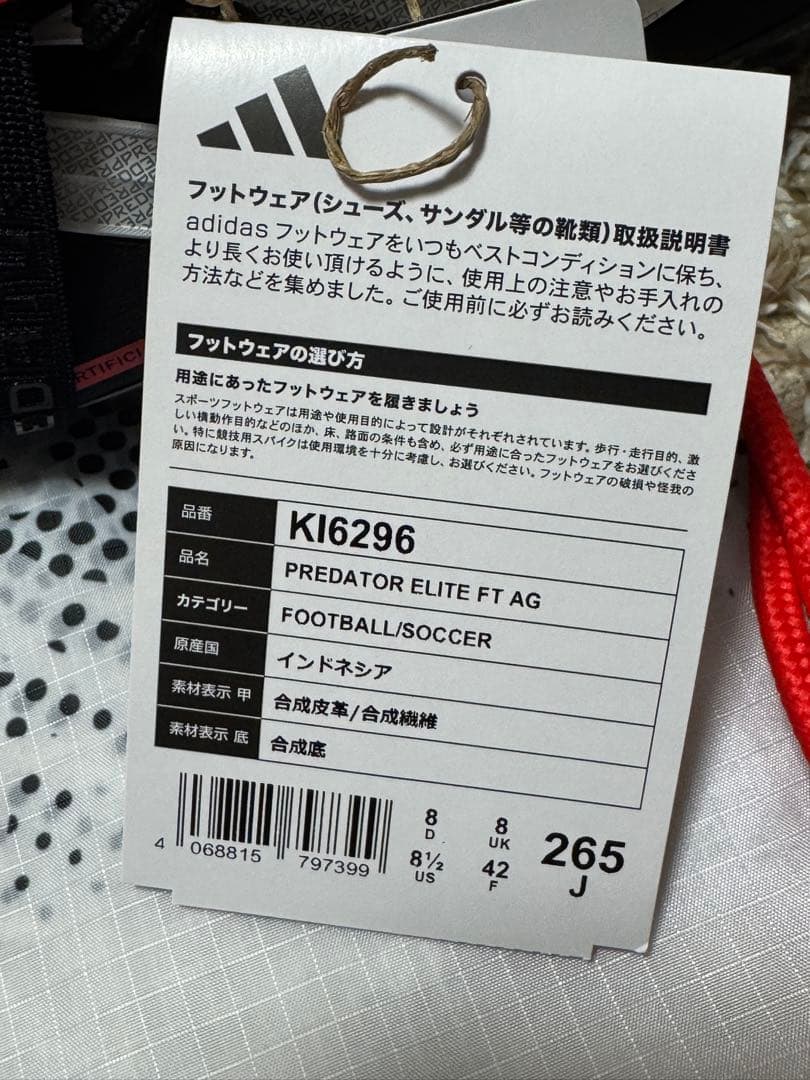 フットウェア(シューズ、サンダル等の靴類)取扱説明書
adidas フットウェアをいつもベストコンディションに保ち、
より長くお使い頂けるように、使用上の注意やお手入れの
方法などを集めました。ご使用前に必ずお読みください。
フットウェアの選び方
用途にあったフットウェアを履きましょう
スポーツフットウェアは用途や使用目的によって設計がそれぞれされています。歩行・走行目的、激
しい横動作目的などのほか、床、路面の条件も含め、必ず用途に合ったフットウェアをお選びくださ
い。特に競技用スパイクは使用環境を十分に考慮し、お選びください。フットウェアの破損や怪我の
原因になります。
品番 KI6296
品名 PREDATOR ELITE FT AG
カテゴリー FOOTBALL/SOCCER
原産国 インドネシア
素材表示 甲 合成皮革/合成繊維
素材表示 底 合成底
4 068815 797399
8 D 8 UK
8½ US 42 F
265 J
RTIFICI